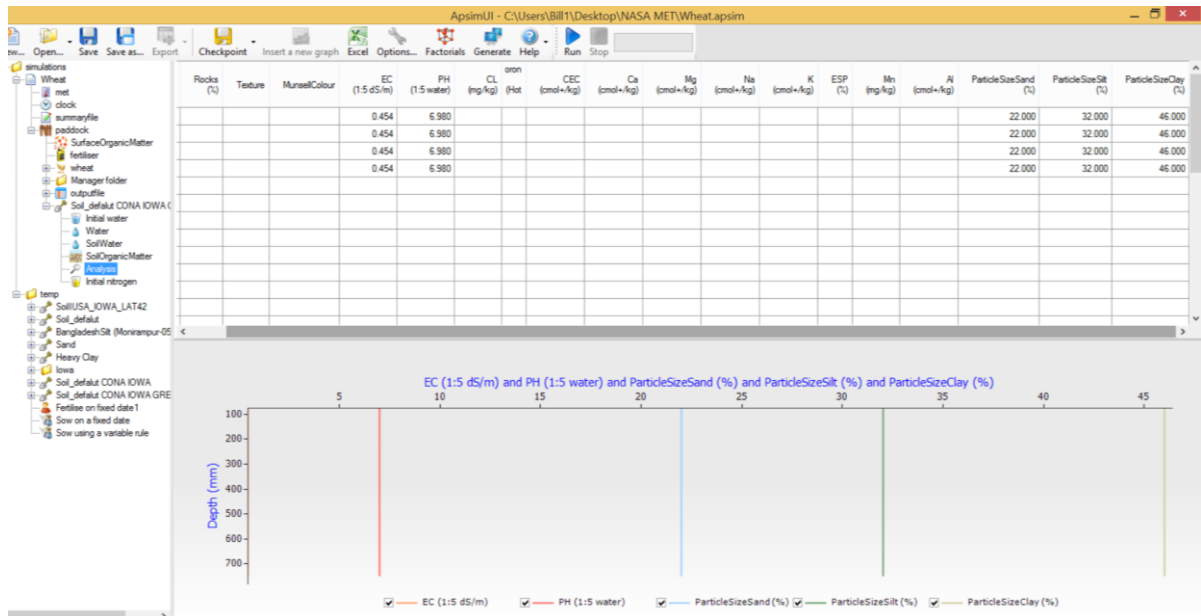 ApsimUI - C:\Users\Bill1\Desktop\NASA MET\Wheat.apsim
Open... Save Save as... Export Checkpoint Insert a new graph Excel Options... Factorials Generate Help Run Stop
simulations
Wheat
met
clock
summaryfile
paddock
SurfaceOrganicMatter
fertiliser
wheat
Manager folder
outputfile
Soil_defalut CONA IOWA
Initial water
Water
SoilWater
SoilOrganicMatter
Analysis
Initial nitrogen
temp
SoilUSA_IOWA_LAT42
Soil_defalut
BangladeshSilt (Monirampur-05
Sand
Heavy Clay
Iowa
Soil_defalut CONA IOWA
Soil_defalut CONA IOWA GRE
Fertilise on fixed date1
Sow on a fixed date
Sow using a variable rule
Rocks Texture MunsellColour EC PH CL oron CEC Ca Mg Na K ESP Mn Al ParticleSizeSand ParticleSizeSilt ParticleSizeClay
(%) (1:5 dS/m) (1:5 water) (mg/kg) (Hot (cmol+/kg) (cmol+/kg) (cmol+/kg) (cmol+/kg) (cmol+/kg) (%) (mg/kg) (cmol+/kg) (%) (%) (%)
0.454 6.980 22.000 32.000 46.000
0.454 6.980 22.000 32.000 46.000
0.454 6.980 22.000 32.000 46.000
0.454 6.980 22.000 32.000 46.000
EC (1:5 dS/m) and PH (1:5 water) and ParticleSizeSand (%) and ParticleSizeSilt (%) and ParticleSizeClay (%)
5 10 15 20 25 30 35 40 45
Depth (mm)
100
200
300
400
500
600
700
EC (1:5 dS/m) PH (1:5 water) ParticleSizeSand (%) ParticleSizeSilt (%) ParticleSizeClay (%)